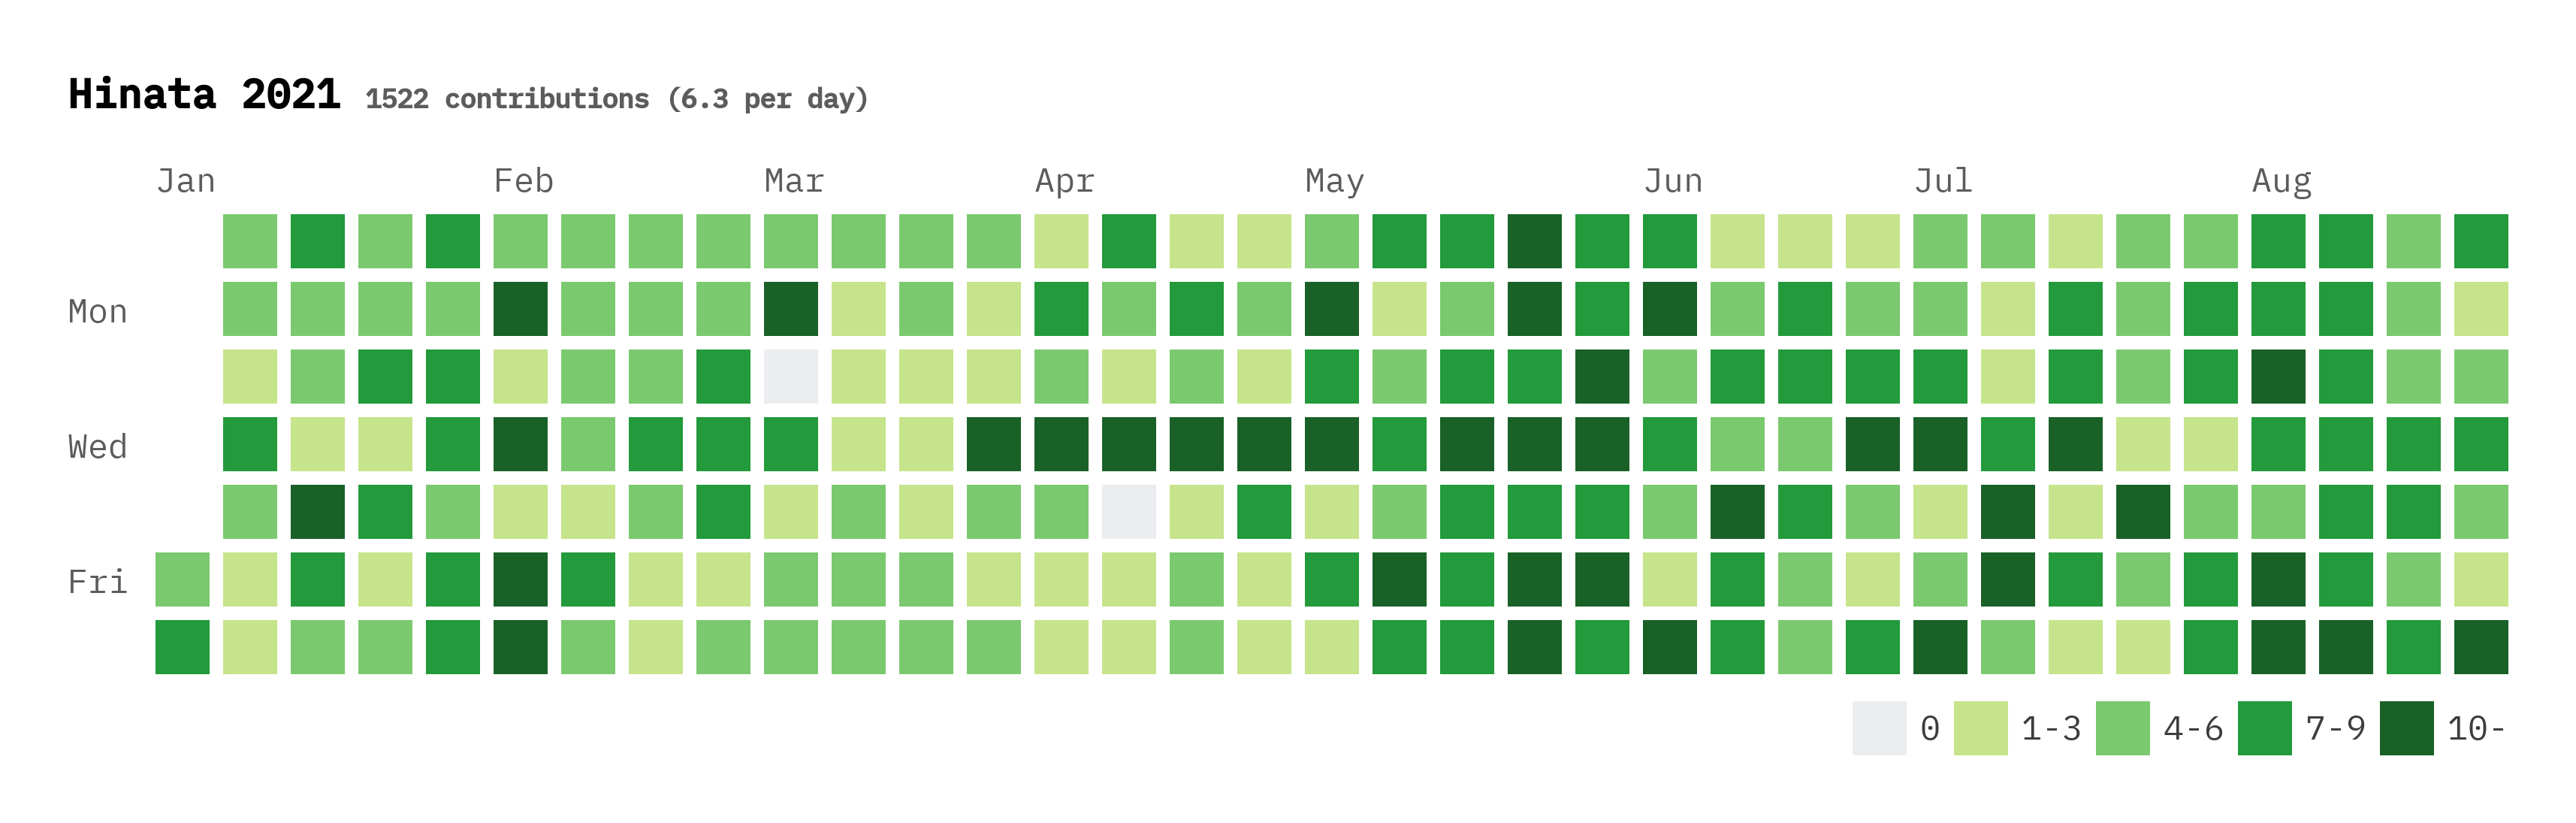 Hinata 2021 1522 contributions (6.3 per day)
Jan Feb Mar Apr May Jun Jul Aug
Mon
Wed
Fri
0 1-3 4-6 7-9 10-